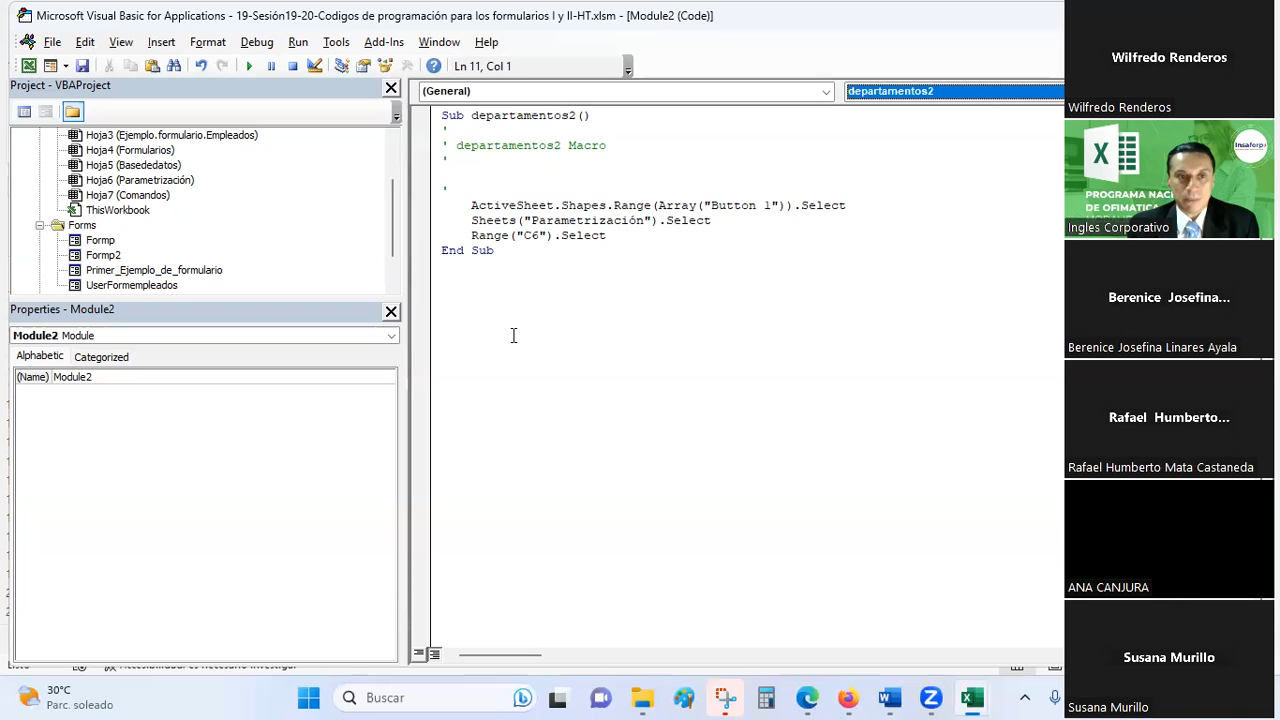 Microsoft Visual Basic for Applications - 19-Sesión19-20-Codigos de programación para los formularios I y II-HT.xlsm - [Module2 (Code)]
File Edit View Insert Format Debug Run Tools Add-Ins Window Help
Ln 11, Col 1
Project - VBAProject
Hoja3 (Ejemplo.formulario.Empleados)
Hoja4 (Formularios)
Hoja5 (Basededatos)
Hoja6 (Parametrización)
Hoja7 (Comandos)
ThisWorkbook
Forms
Formp
Formp2
Primer_Ejemplo_de_formulario
UserFormempleados
Properties - Module2
Module2 Module
Alphabetic Categorized
(Name) Module2
(General)
departamentos2
Sub departamentos2()
'
' departamentos2 Macro
'
'
ActiveSheet.Shapes.Range(Array("Button 1")).Select
Sheets("Parametrización").Select
Range("C6").Select
End Sub
30°C
Parc. soleado
Buscar
Wilfredo Renderos
Wilfredo Renderos
Insaforp
PROGRAMA NAC
DE OFIMATICA
Ingles Corporativo
Berenice Josefina...
Berenice Josefina Linares Ayala
Rafael Humberto...
Rafael Humberto Mata Castaneda
ANA CANJURA
Susana Murillo
Susana Murillo